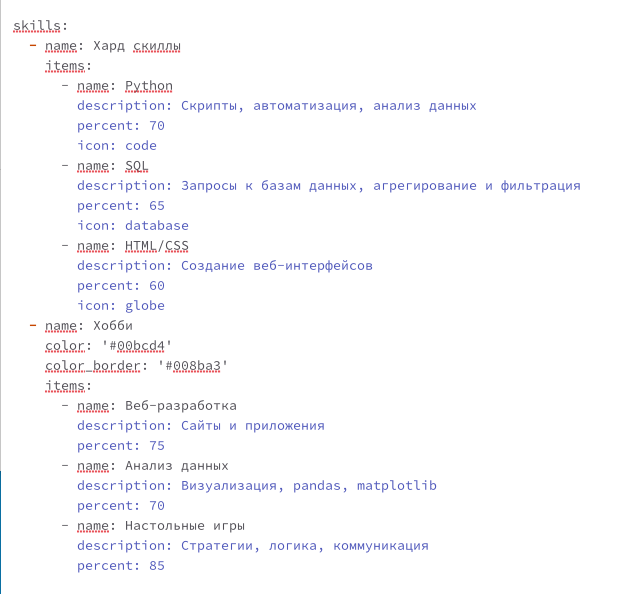 skills:
- name: Хард скиллы
items:
- name: Python
description: Скрипты, автоматизация, анализ данных
percent: 70
icon: code
- name: SQL
description: Запросы к базам данных, агрегирование и фильтрация
percent: 65
icon: database
- name: HTML/CSS
description: Создание веб-интерфейсов
percent: 60
icon: globe
- name: Хобби
color: '#00bcd4'
color_border: '#008ba3'
items:
- name: Веб-разработка
description: Сайты и приложения
percent: 75
- name: Анализ данных
description: Визуализация, pandas, matplotlib
percent: 70
- name: Настольные игры
description: Стратегии, логика, коммуникация
percent: 85